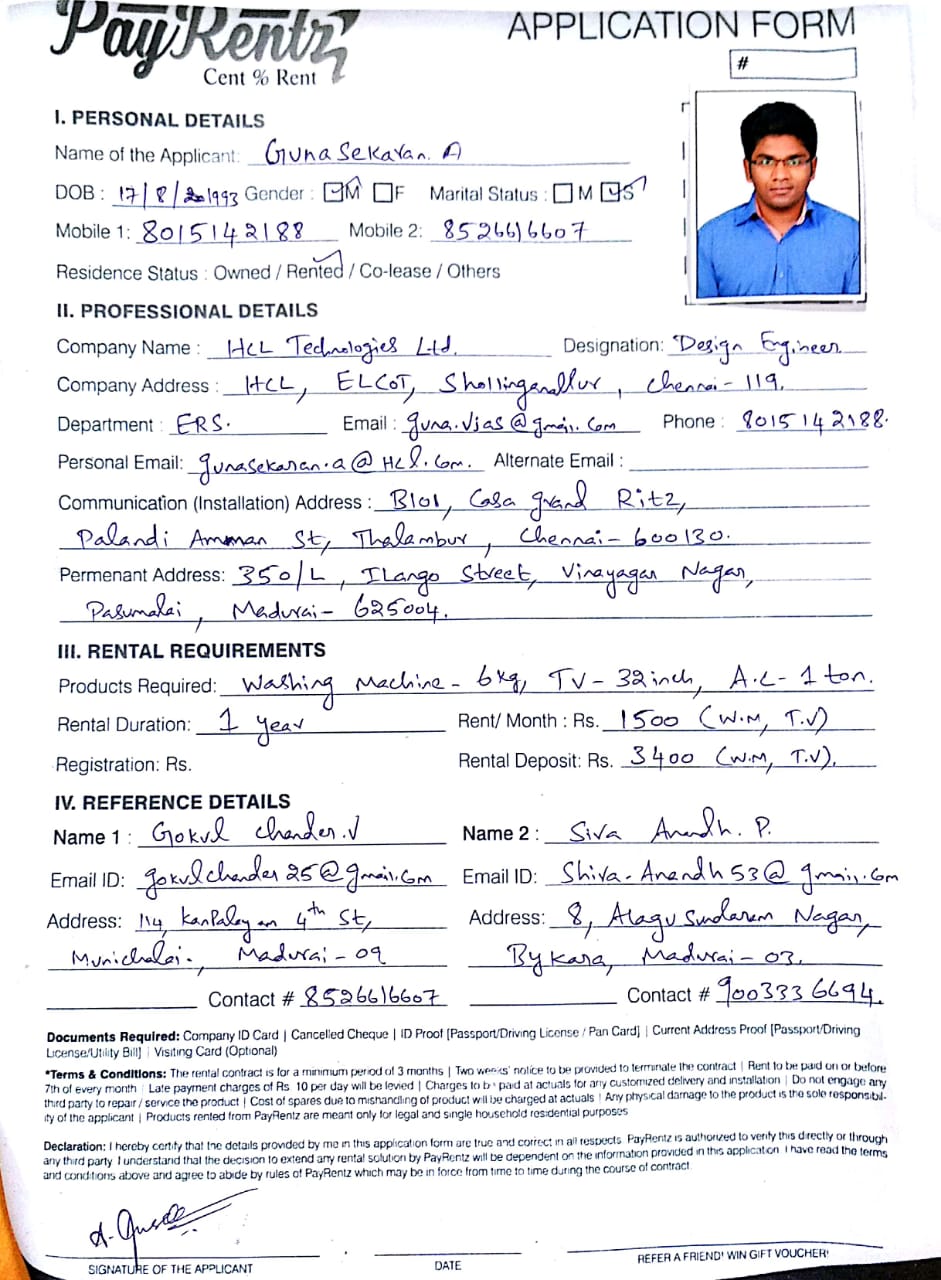 PayRentz
Cent % Rent
APPLICATION FORM
#
I. PERSONAL DETAILS
Name of the Applicant: Gunasekaran. A
DOB : 17/8/1993 Gender : M F Marital Status : M S
Mobile 1: 8015142188 Mobile 2: 8526616607
Residence Status : Owned / Rented / Co-lease / Others
II. PROFESSIONAL DETAILS
Company Name : HCL Technologies Ltd. Designation: Design Engineer
Company Address : HCL, ELCOT, Shollinganallur, Chennai - 119.
Department : ERS. Email : guna.vjas@gmail.com Phone : 8015142188.
Personal Email: gunasekaran.a@Hcl.com. Alternate Email :
Communication (Installation) Address : B101, Casa grand Ritz,
Palandi Amman St, Thalambur, Chennai - 600130.
Permenant Address: 350/L, ILango Street, Vinayagar Nagar,
Pasumalai, Madurai - 625004.
III. RENTAL REQUIREMENTS
Products Required: Washing Machine - 6kg, TV - 32inch, A.C - 1 ton.
Rental Duration: 1 year Rent/ Month : Rs. 1500 (W.M, T.V)
Registration: Rs. Rental Deposit: Rs. 3400 (W.M, T.V).
IV. REFERENCE DETAILS
Name 1 : Gokul Chander.V Name 2 : Siva Anandh. P.
Email ID: gokulchander25@gmail.com Email ID: Shiva-Anandh53@gmail.com
Address: 114, KanPalayam 4th St, Address: 8, Alagu Sundaram Nagar,
Munichalai, Madurai - 09 Bykara, Madurai - 03.
Contact # 8526616607 Contact # 9003336694.
Documents Required: Company ID Card | Cancelled Cheque | ID Proof [Passport/Driving License / Pan Card] | Current Address Proof [Passport/Driving
License/Utility Bill] | Visiting Card (Optional)
*Terms & Conditions: The rental contract is for a minimum period of 3 months | Two weeks' notice to be provided to terminate the contract | Rent to be paid on or before
7th of every month | Late payment charges of Rs 10 per day will be levied | Charges to be paid at actuals for any customized delivery and installation | Do not engage any
third party to repair / service the product | Cost of spares due to mishandling of product will be charged at actuals | Any physical damage to the product is the sole responsibil-
ity of the applicant | Products rented from PayRentz are meant only for legal and single household residential purposes
Declaration: I hereby certify that the details provided by me in this application form are true and correct in all respects. PayRentz is authorized to verify this directly or through
any third party. I understand that the decision to extend any rental solution by PayRentz will be dependent on the information provided in this application. I have read the terms
and conditions above and agree to abide by rules of PayRentz which may be in force from time to time during the course of contract.
SIGNATURE OF THE APPLICANT DATE REFER A FRIEND! WIN GIFT VOUCHER!